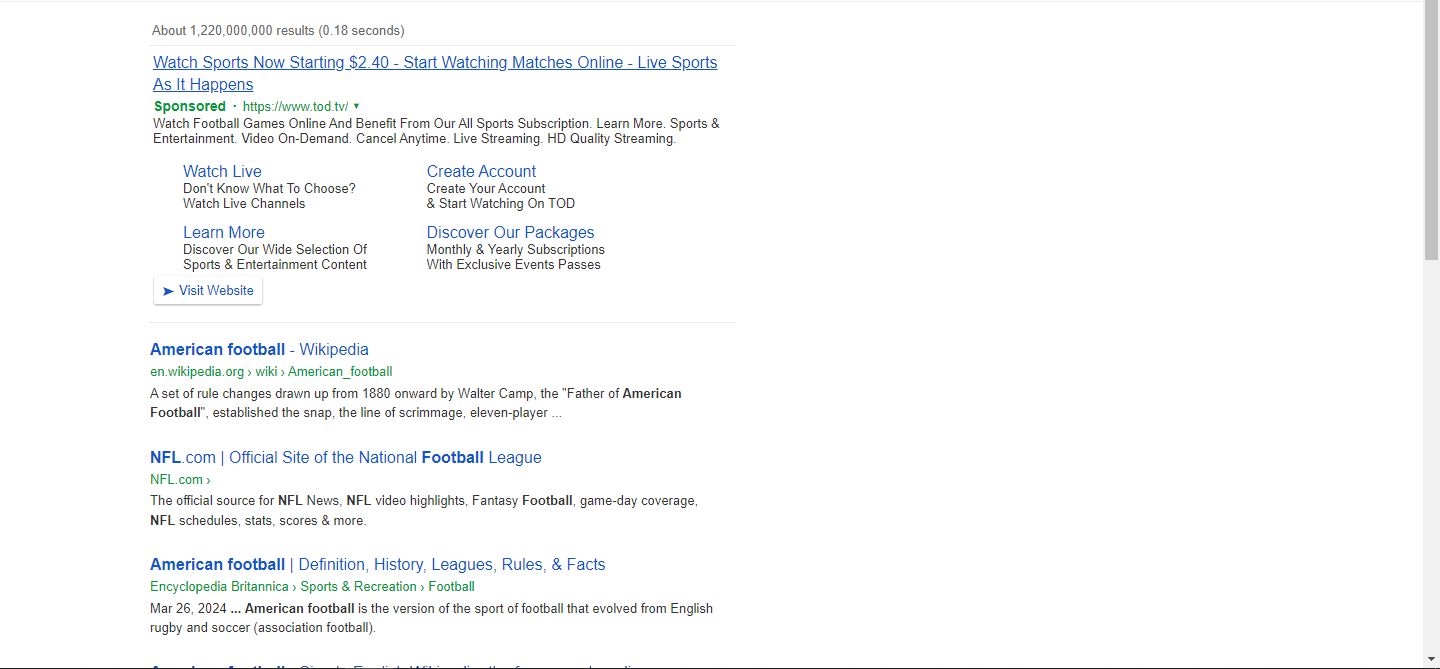 About 1,220,000,000 results (0.18 seconds)
Watch Sports Now Starting $2.40 - Start Watching Matches Online - Live Sports
As It Happens
Sponsored · https://www.tod.tv/ ▼
Watch Football Games Online And Benefit From Our All Sports Subscription. Learn More. Sports &
Entertainment. Video On-Demand. Cancel Anytime. Live Streaming. HD Quality Streaming.
Watch Live
Don't Know What To Choose?
Watch Live Channels
Create Account
Create Your Account
& Start Watching On TOD
Learn More
Discover Our Wide Selection Of
Sports & Entertainment Content
Discover Our Packages
Monthly & Yearly Subscriptions
With Exclusive Events Passes
➤ Visit Website
American football - Wikipedia
en.wikipedia.org › wiki › American_football
A set of rule changes drawn up from 1880 onward by Walter Camp, the "Father of American
Football", established the snap, the line of scrimmage, eleven-player ...
NFL.com | Official Site of the National Football League
NFL.com ›
The official source for NFL News, NFL video highlights, Fantasy Football, game-day coverage,
NFL schedules, stats, scores & more.
American football | Definition, History, Leagues, Rules, & Facts
Encyclopedia Britannica › Sports & Recreation › Football
Mar 26, 2024 ... American football is the version of the sport of football that evolved from English
rugby and soccer (association football).